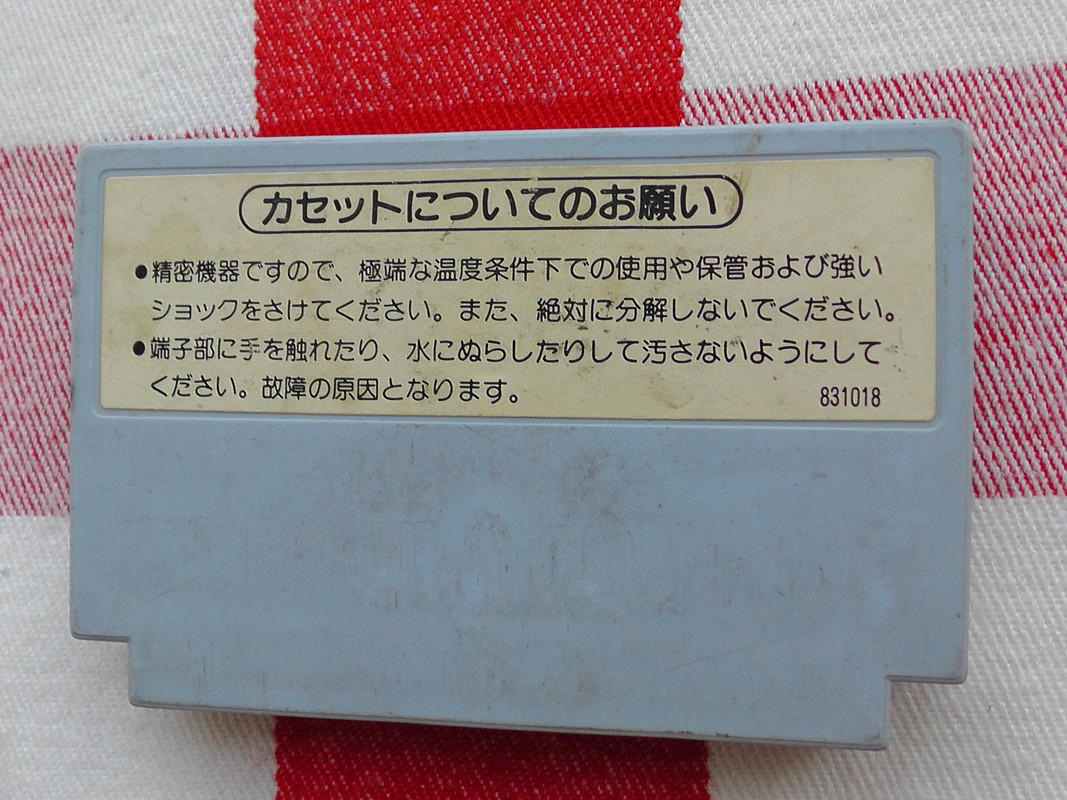 カセットについてのお願い
●精密機器ですので、極端な温度条件下での使用や保管および強い
ショックをさけてください。また、絶対に分解しないでください。
●端子部に手を触れたり、水にぬらしたりして汚さないようにして
ください。故障の原因となります。
831018